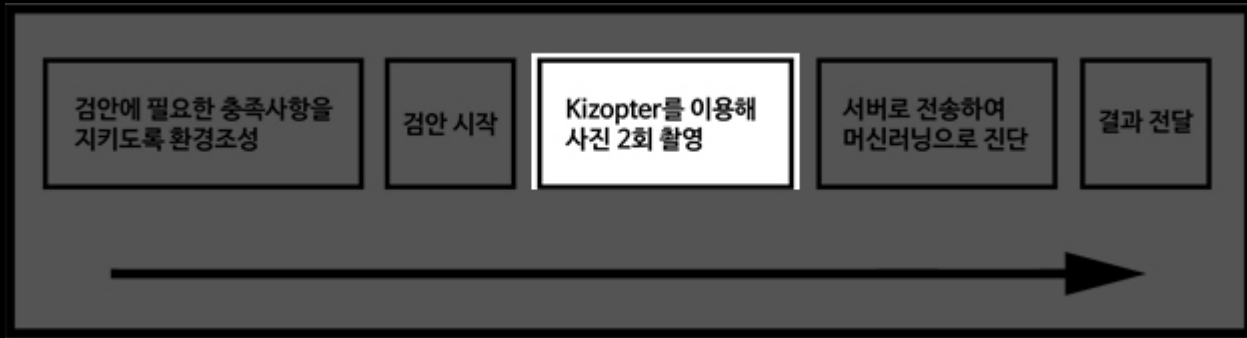 검안에 필요한 충족사항을
지키도록 환경조성
검안 시작
Kizopter를 이용해
사진 2회 촬영
서버로 전송하여
머신러닝으로 진단
결과 전달